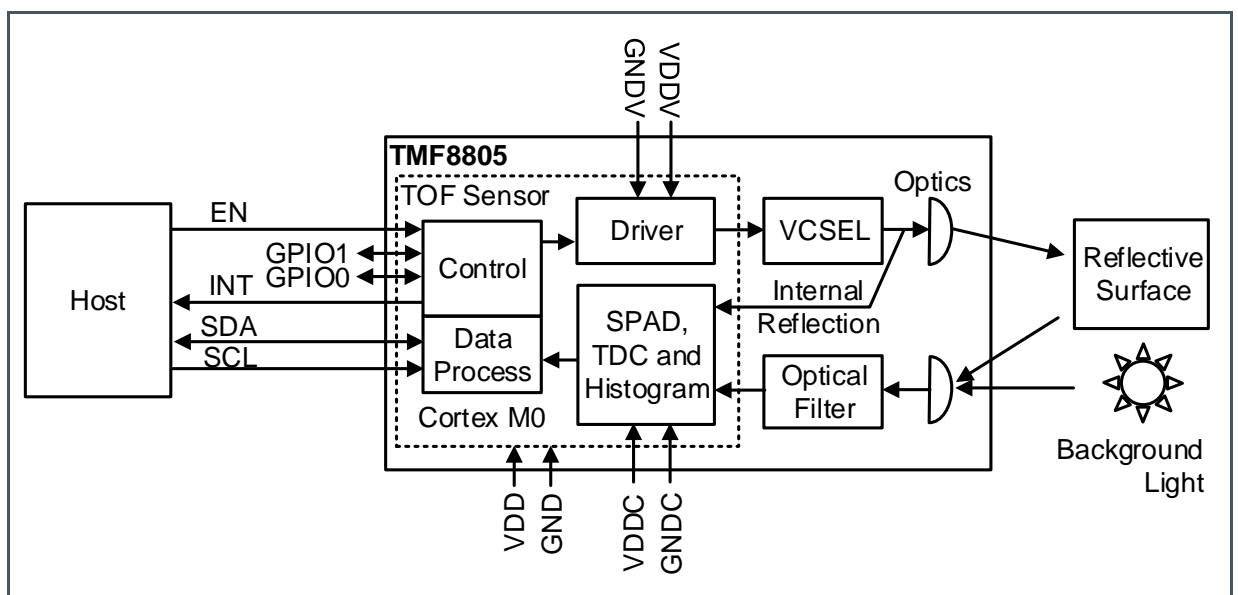 GNDV
VDDV
TMF8805
TOF Sensor
Optics
EN
Driver
VCSEL
GPIO1
GPIO0
Control
Reflective
Surface
Host
INT
Internal
Reflection
SPAD,
TDC and
Histogram
SDA
SCL
Data
Process
Optical
Filter
Cortex M0
Background
Light
VDD
GND
VDDC
GNDC